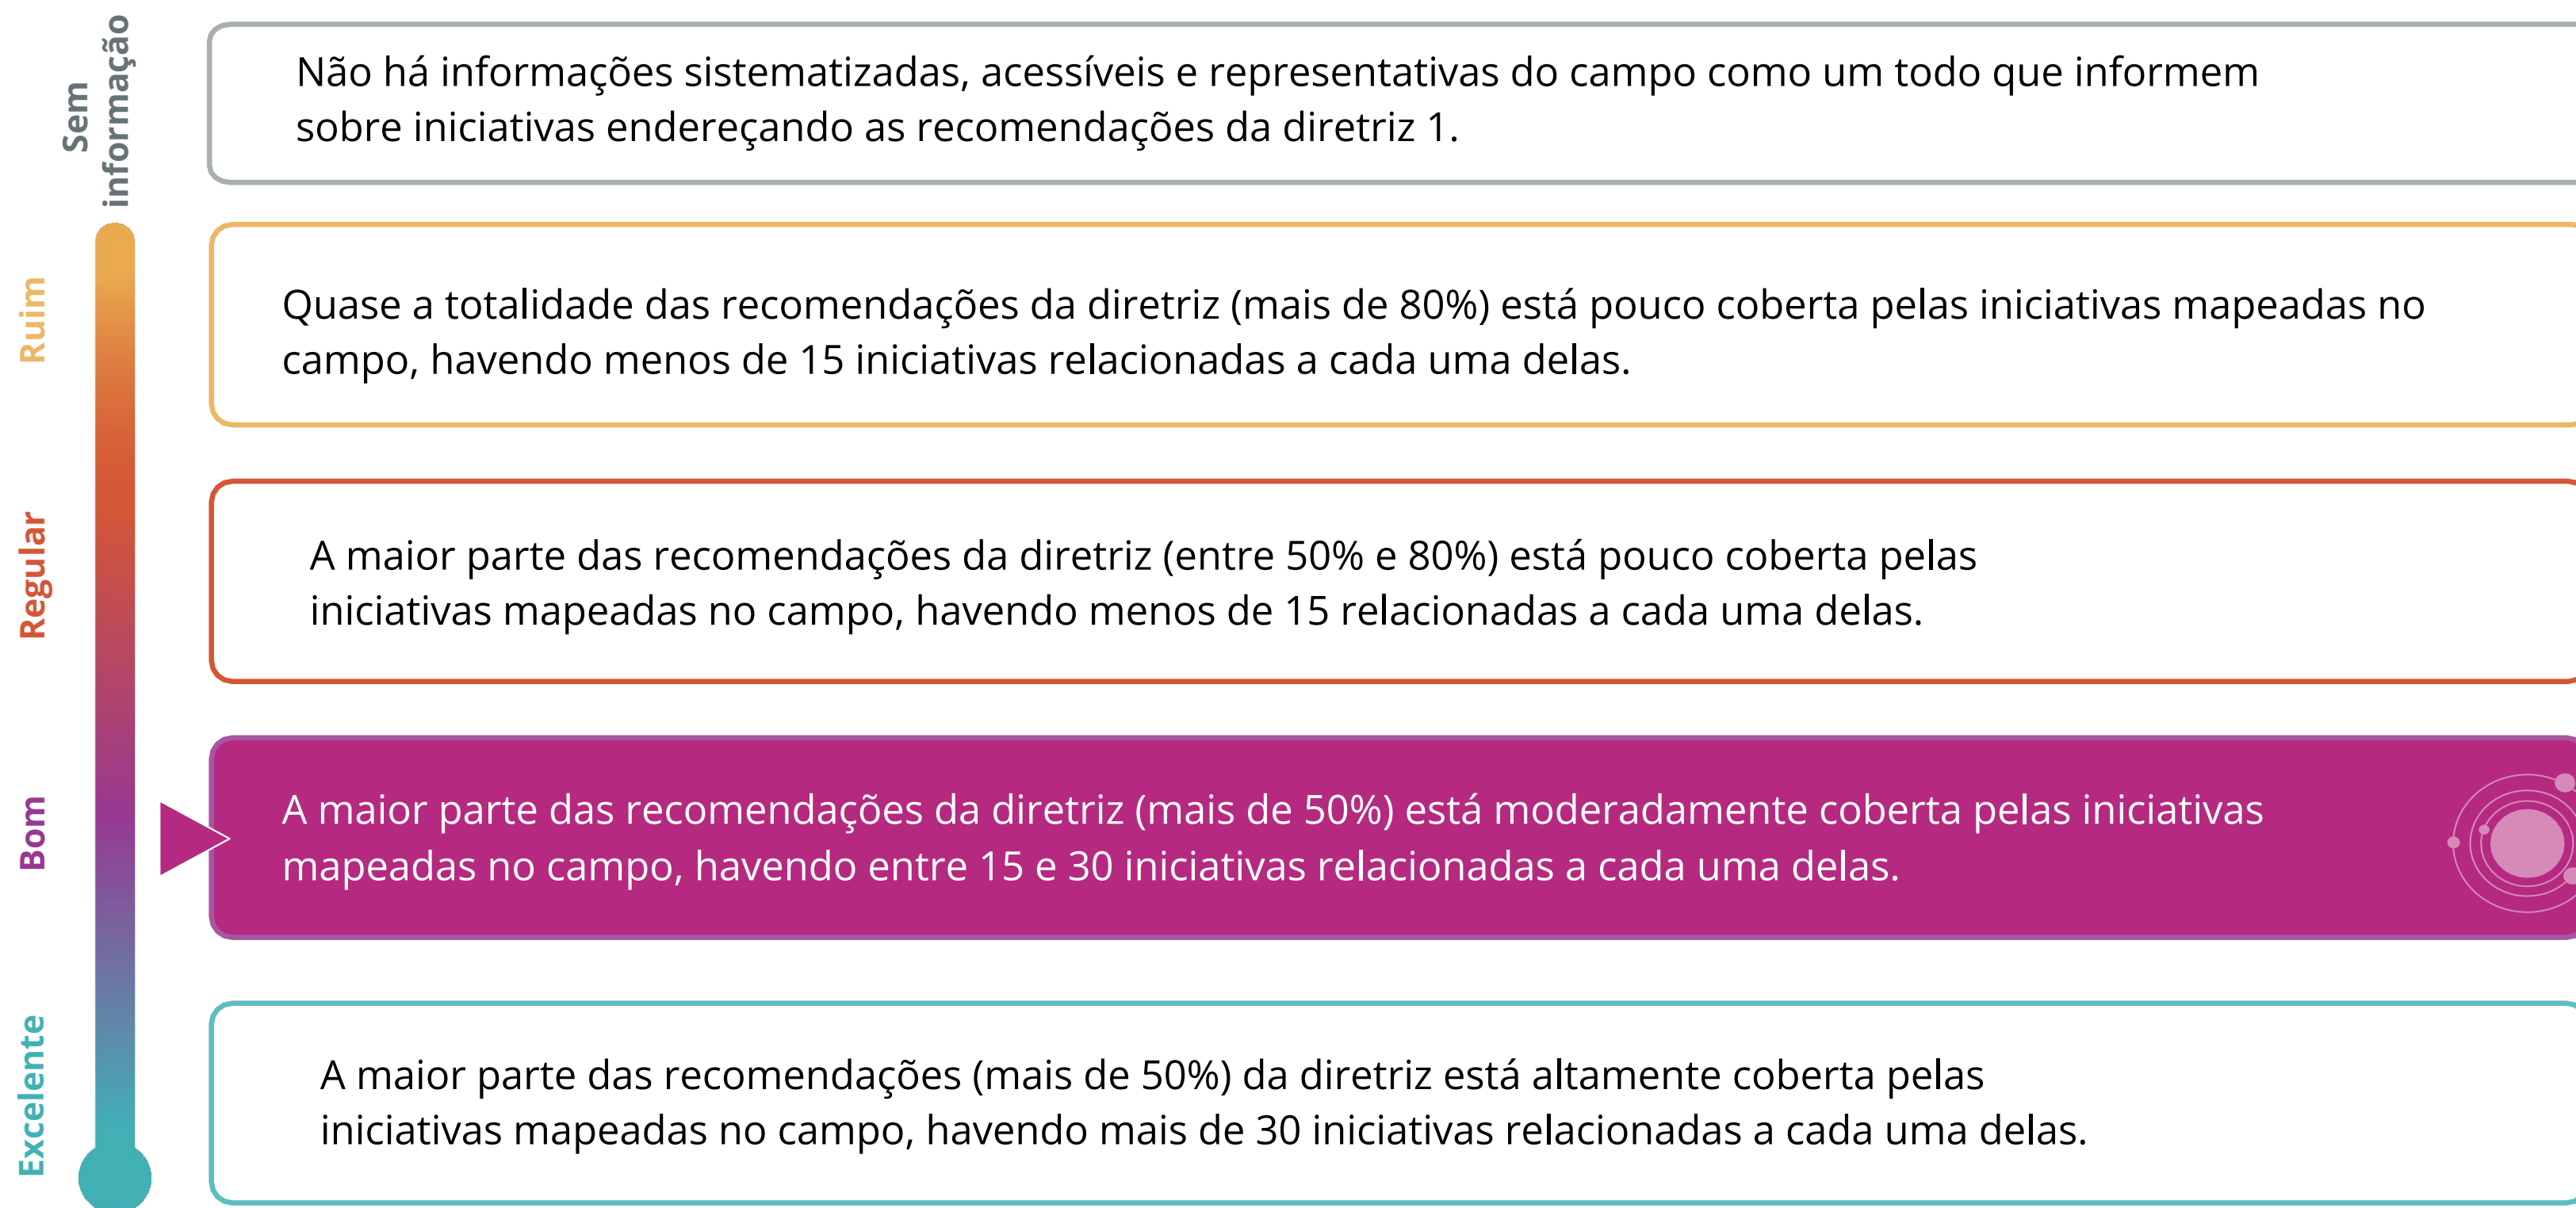 Sem
informação
Não há informações sistematizadas, acessíveis e representativas do campo como um todo que informem
sobre iniciativas endereçando as recomendações da diretriz 1.
Ruim
Quase a totalidade das recomendações da diretriz (mais de 80%) está pouco coberta pelas iniciativas mapeadas no
campo, havendo menos de 15 iniciativas relacionadas a cada uma delas.
Regular
A maior parte das recomendações da diretriz (entre 50% e 80%) está pouco coberta pelas
iniciativas mapeadas no campo, havendo menos de 15 relacionadas a cada uma delas.
Bom
A maior parte das recomendações da diretriz (mais de 50%) está moderadamente coberta pelas iniciativas
mapeadas no campo, havendo entre 15 e 30 iniciativas relacionadas a cada uma delas.
Excelente
A maior parte das recomendações (mais de 50%) da diretriz está altamente coberta pelas
iniciativas mapeadas no campo, havendo mais de 30 iniciativas relacionadas a cada uma delas.